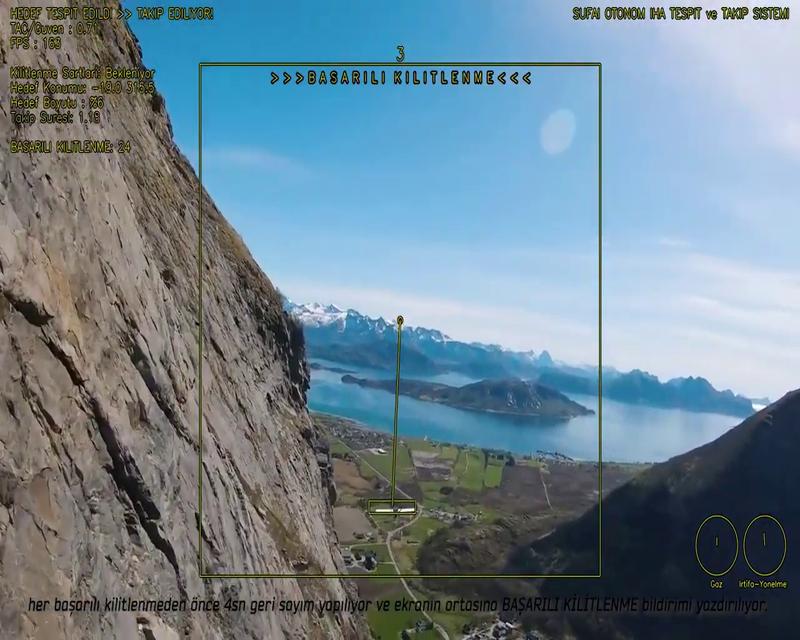 HEDEF TESPIT EDILDI >> TAKIP EDILIYOR!
SUFAI OTONOM IHA TESPIT ve TAKIP SISTEMI
TAC/Guven : 0.71
FPS : 163
Kilitlenme Sartlari: Bekleniyor
Hedef Konumu: -19.0 315.5
Hedef Boyutu : %6
Takip Suresi: 1.18
BASARILI KILITLENME: 24
3
>>>BASARILI KILITLENME<<<
Gaz
Irtifa-Yonelme
her başarılı kilitlenmeden önce 4sn geri sayım yapılıyor ve ekranın ortasına BAŞARILI KİLİTLENME bildirimi yazdırılıyor.